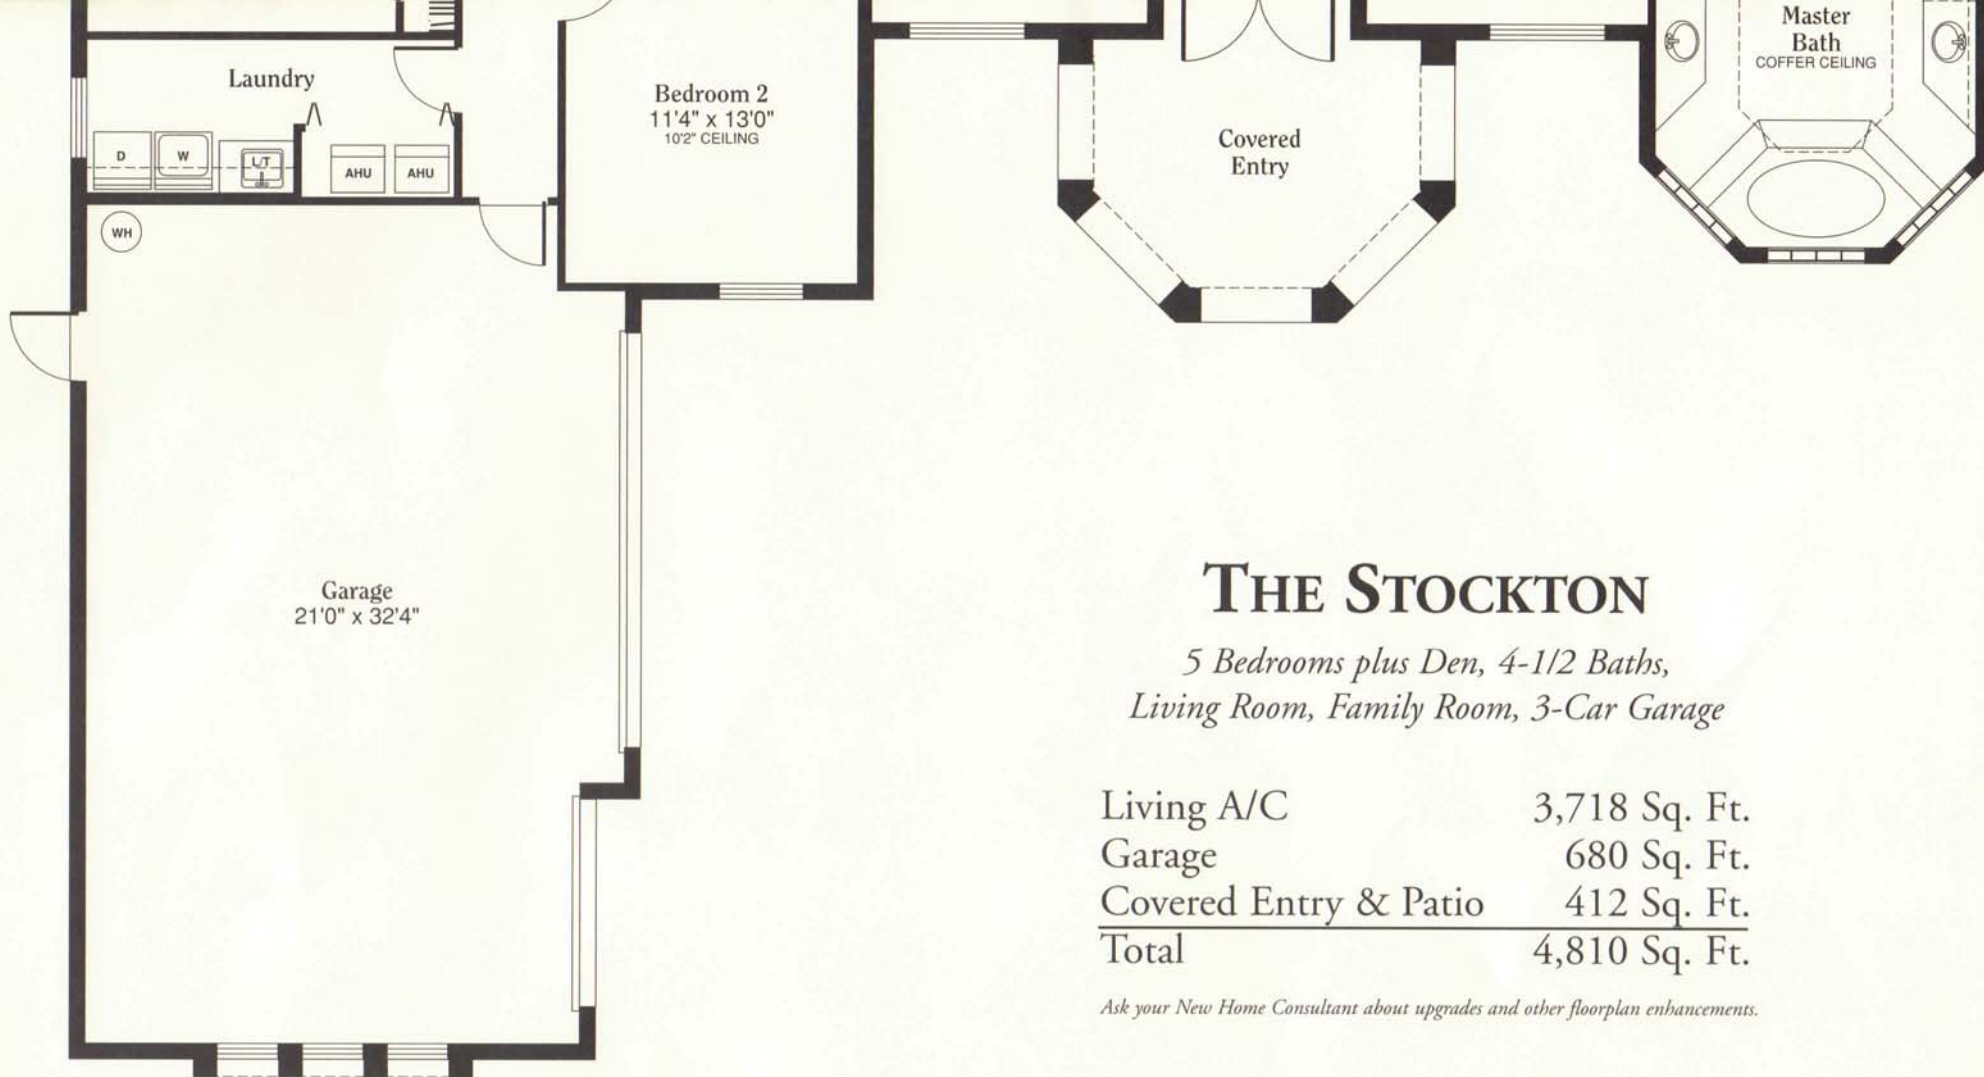 Master
Bath
COFFER CEILING
Laundry
D
W
L/T
AHU
AHU
Bedroom 2
11'4" x 13'0"
10'2" CEILING
Covered
Entry
WH
Garage
21'0" x 32'4"
THE STOCKTON
5 Bedrooms plus Den, 4-1/2 Baths,
Living Room, Family Room, 3-Car Garage
Living A/C 3,718 Sq. Ft.
Garage 680 Sq. Ft.
Covered Entry & Patio 412 Sq. Ft.
Total 4,810 Sq. Ft.
Ask your New Home Consultant about upgrades and other floorplan enhancements.